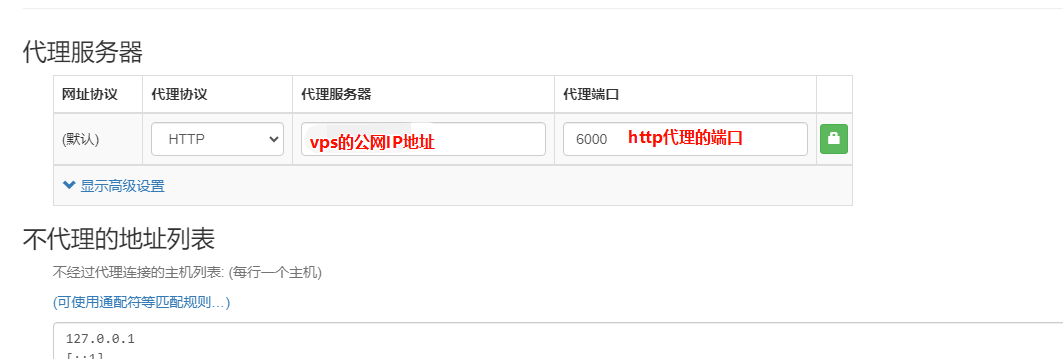 代理服务器
网址协议 代理协议 代理服务器 代理端口
(默认) HTTP vps的公网IP地址 6000 http代理的端口
显示高级设置
不代理的地址列表
不经过代理连接的主机列表: (每行一个主机)
(可使用通配符等匹配规则…)
127.0.0.1
[::1]